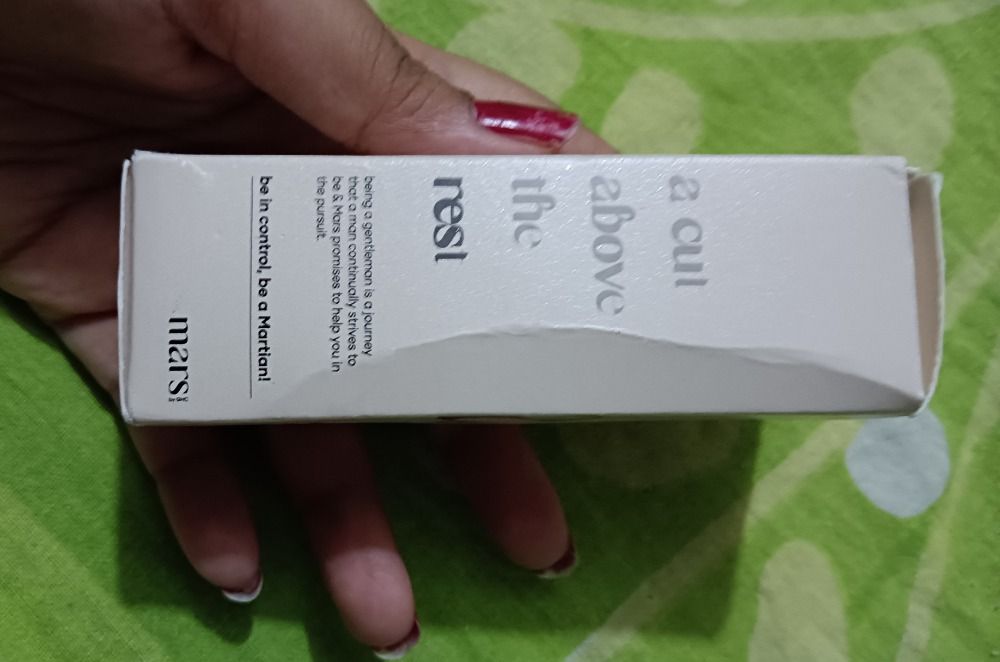 a cut
above
the
rest
being a gentleman is a journey
that a man continually strives to
be & Mars promises to help you in
the pursuit.
be in control, be a Martian!
mars